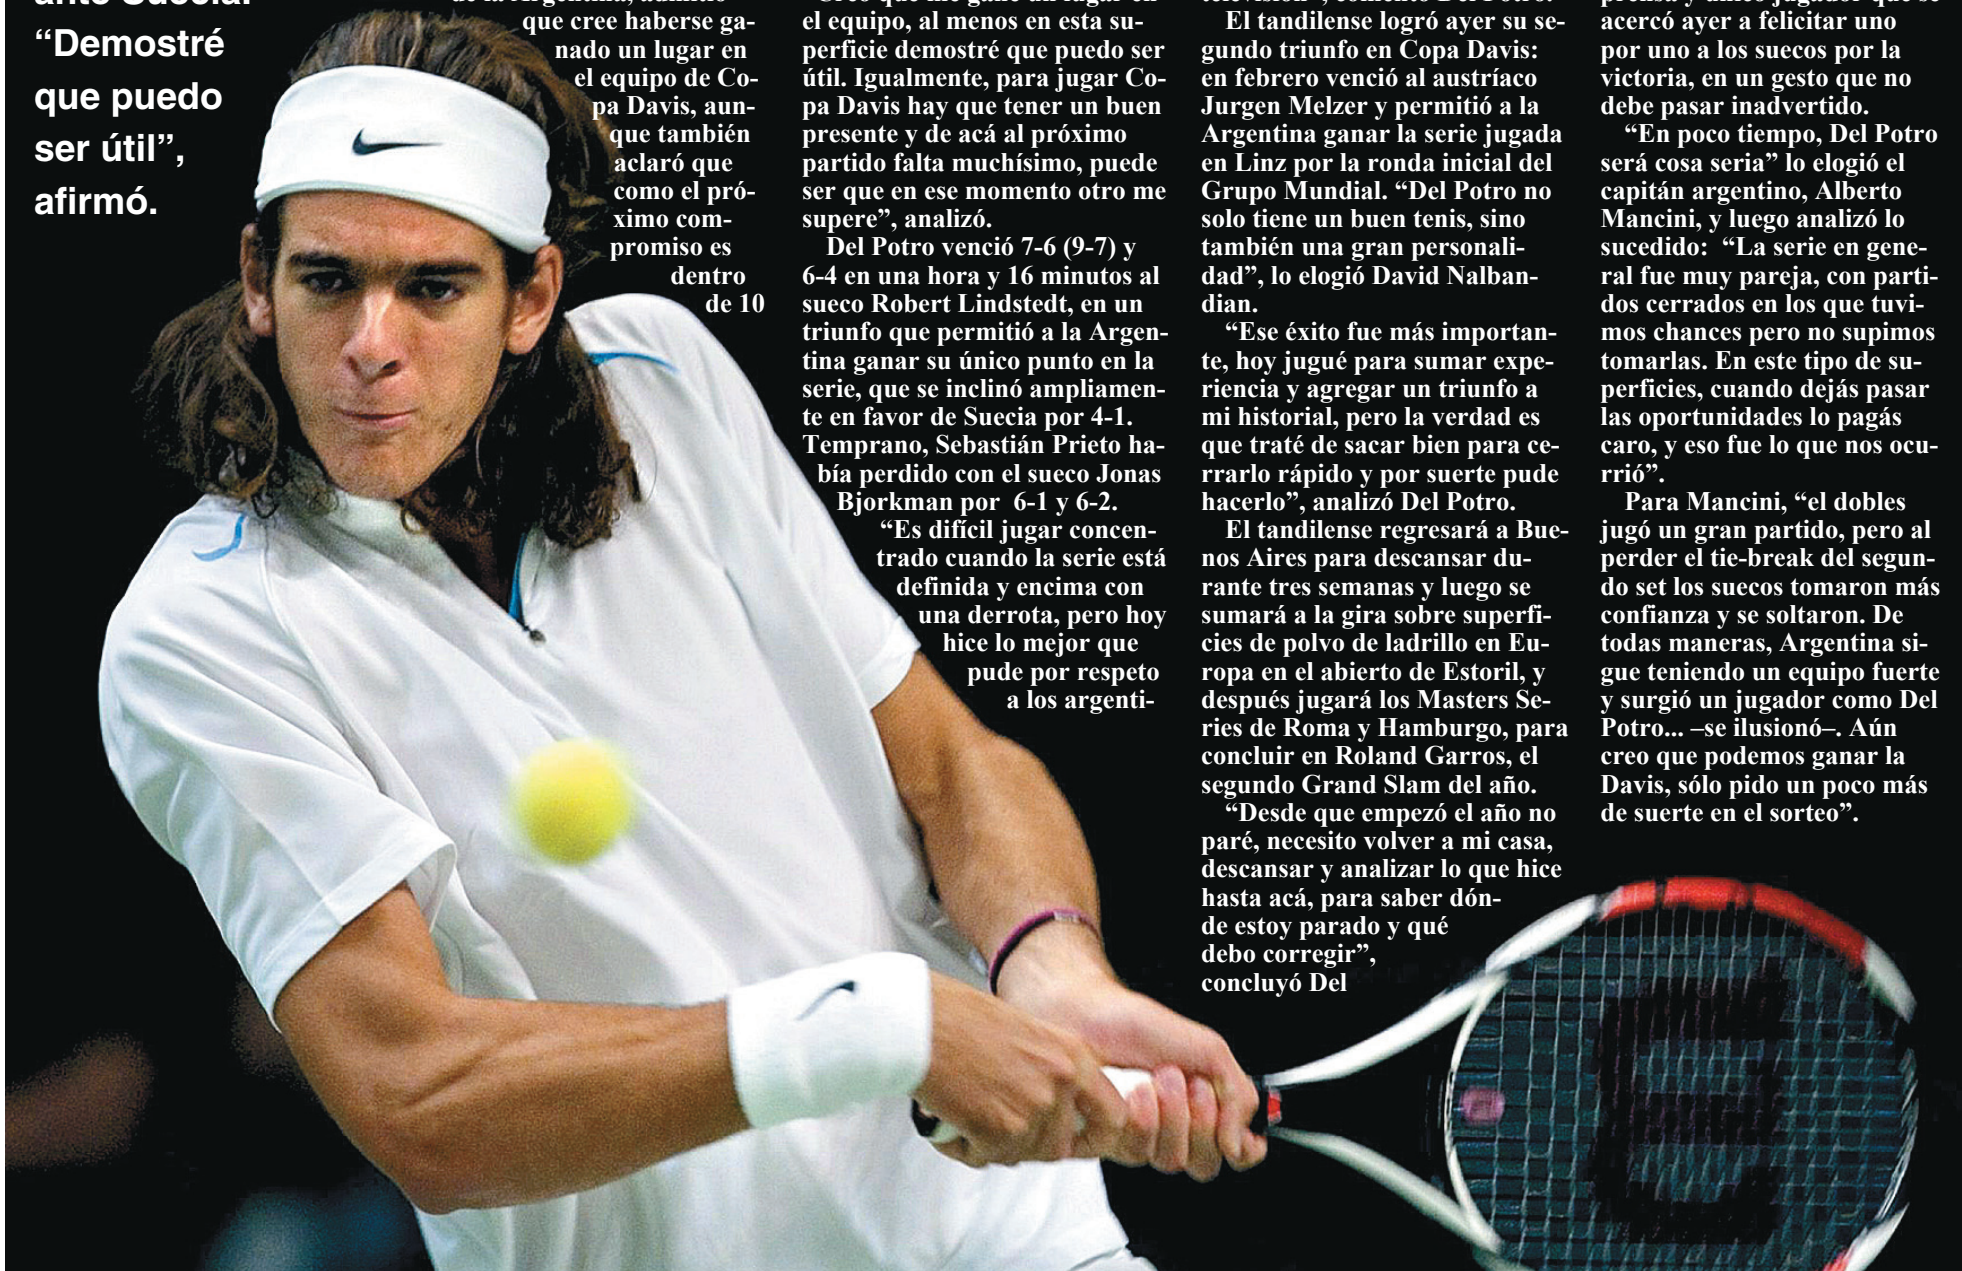 ante Suecia.
“Demostré
que puedo
ser útil”,
afirmó.
de la Argentina, admitió
que cree haberse ga-
nado un lugar en
el equipo de Co-
pa Davis, aun-
que también
aclaró que
como el pró-
ximo com-
promiso es
dentro
de 10
“Creo que me gané un lugar en
el equipo, al menos en esta su-
perficie demostré que puedo ser
útil. Igualmente, para jugar Co-
pa Davis hay que tener un buen
presente y de acá al próximo
partido falta muchísimo, puede
ser que en ese momento otro me
supere”, analizó.
Del Potro venció 7-6 (9-7) y
6-4 en una hora y 16 minutos al
sueco Robert Lindstedt, en un
triunfo que permitió a la Argen-
tina ganar su único punto en la
serie, que se inclinó ampliamen-
te en favor de Suecia por 4-1.
Temprano, Sebastián Prieto ha-
bía perdido con el sueco Jonas
Bjorkman por 6-1 y 6-2.
“Es difícil jugar concen-
trado cuando la serie está
definida y encima con
una derrota, pero hoy
hice lo mejor que
pude por respeto
a los argenti-
televisión”, comentó Del Potro.
El tandilense logró ayer su se-
gundo triunfo en Copa Davis:
en febrero venció al austríaco
Jurgen Melzer y permitió a la
Argentina ganar la serie jugada
en Linz por la ronda inicial del
Grupo Mundial. “Del Potro no
solo tiene un buen tenis, sino
también una gran personali-
dad”, lo elogió David Nalban-
dian.
“Ese éxito fue más importan-
te, hoy jugué para sumar expe-
riencia y agregar un triunfo a
mi historial, pero la verdad es
que traté de sacar bien para ce-
rrarlo rápido y por suerte pude
hacerlo”, analizó Del Potro.
El tandilense regresará a Bue-
nos Aires para descansar du-
rante tres semanas y luego se
sumará a la gira sobre superfi-
cies de polvo de ladrillo en Eu-
ropa en el abierto de Estoril, y
después jugará los Masters Se-
ries de Roma y Hamburgo, para
concluir en Roland Garros, el
segundo Grand Slam del año.
“Desde que empezó el año no
paré, necesito volver a mi casa,
descansar y analizar lo que hice
hasta acá, para saber dón-
de estoy parado y qué
debo corregir”,
concluyó Del
prensa y único jugador que se
acercó ayer a felicitar uno
por uno a los suecos por la
victoria, en un gesto que no
debe pasar inadvertido.
“En poco tiempo, Del Potro
será cosa seria” lo elogió el
capitán argentino, Alberto
Mancini, y luego analizó lo
sucedido: “La serie en gene-
ral fue muy pareja, con parti-
dos cerrados en los que tuvi-
mos chances pero no supimos
tomarlas. En este tipo de su-
perficies, cuando dejás pasar
las oportunidades lo pagás
caro, y eso fue lo que nos ocu-
rrió”.
Para Mancini, “el dobles
jugó un gran partido, pero al
perder el tie-break del segun-
do set los suecos tomaron más
confianza y se soltaron. De
todas maneras, Argentina si-
gue teniendo un equipo fuerte
y surgió un jugador como Del
Potro... –se ilusionó–. Aún
creo que podemos ganar la
Davis, sólo pido un poco más
de suerte en el sorteo”.